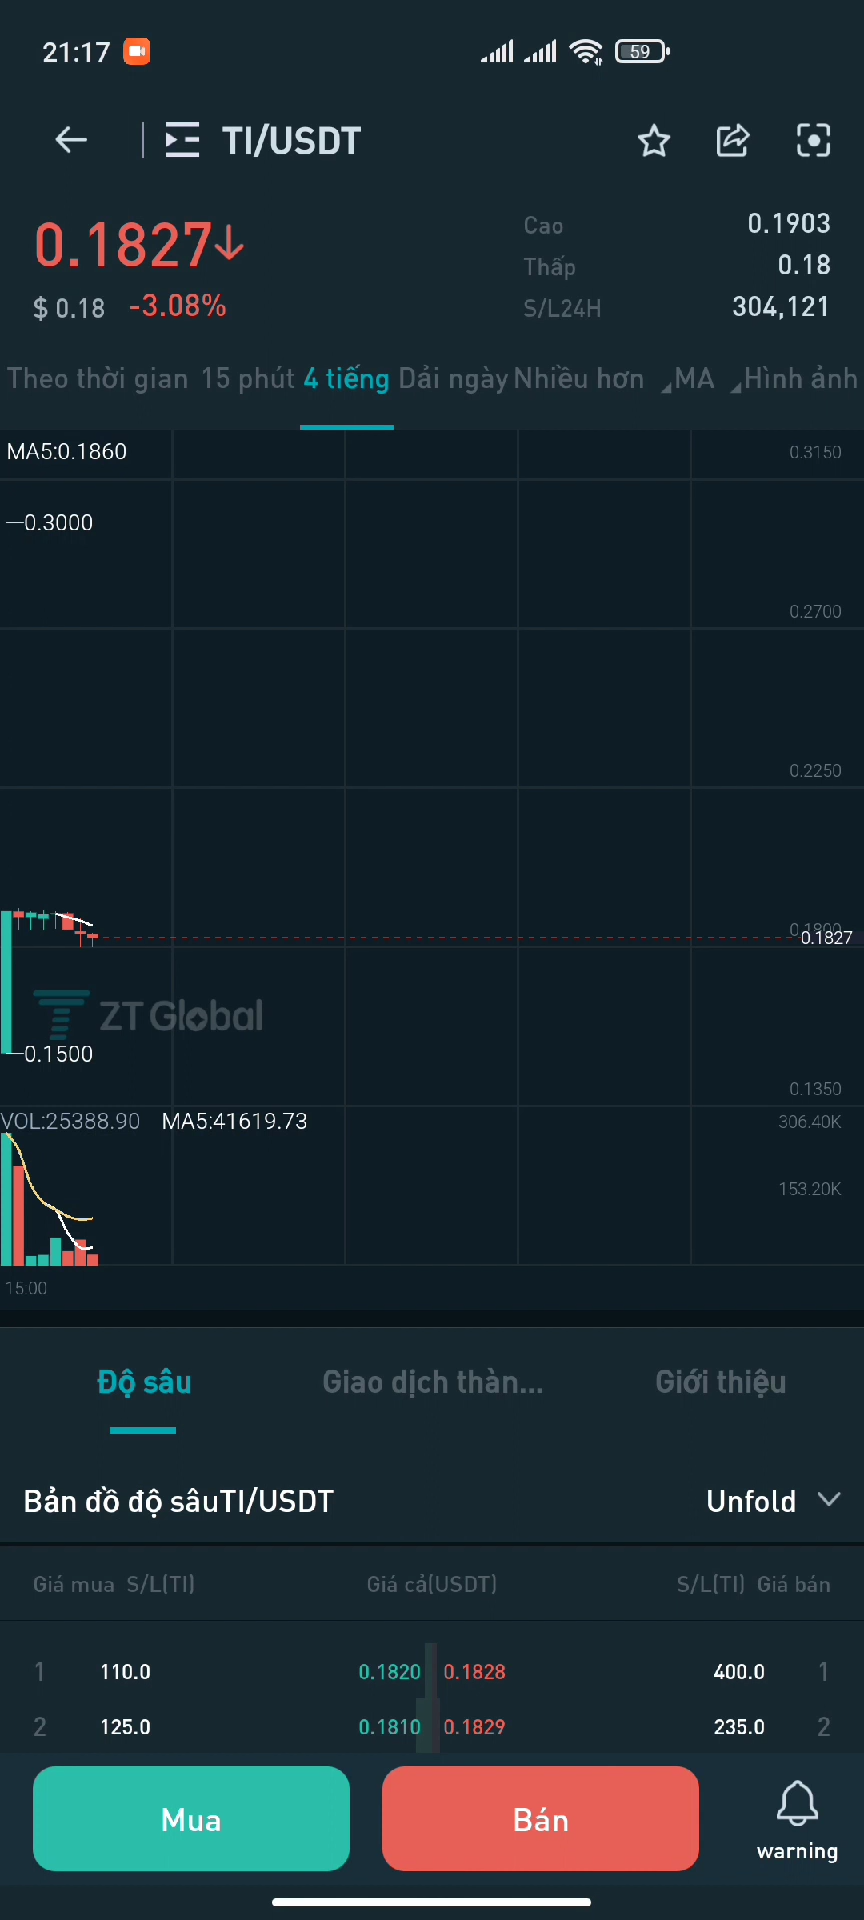 21:17
59
TI/USDT
0.1827↓
Cao 0.1903
Thấp 0.18
$ 0.18 -3.08%
S/L24H 304,121
Theo thời gian 15 phút 4 tiếng Dải ngày Nhiều hơn MA Hình ảnh
MA5:0.1860
0.3150
0.3000
0.2700
0.2250
0.1800
0.1827
ZT Global
0.1500
0.1350
VOL:25388.90 MA5:41619.73
306.40K
153.20K
15:00
Độ sâu Giao dịch thàn... Giới thiệu
Bản đồ độ sâuTI/USDT Unfold
Giá mua S/L(TI) Giá cả(USDT) S/L(TI) Giá bán
1 110.0 0.1820 0.1828 400.0 1
2 125.0 0.1810 0.1829 235.0 2
Mua Bán
warning